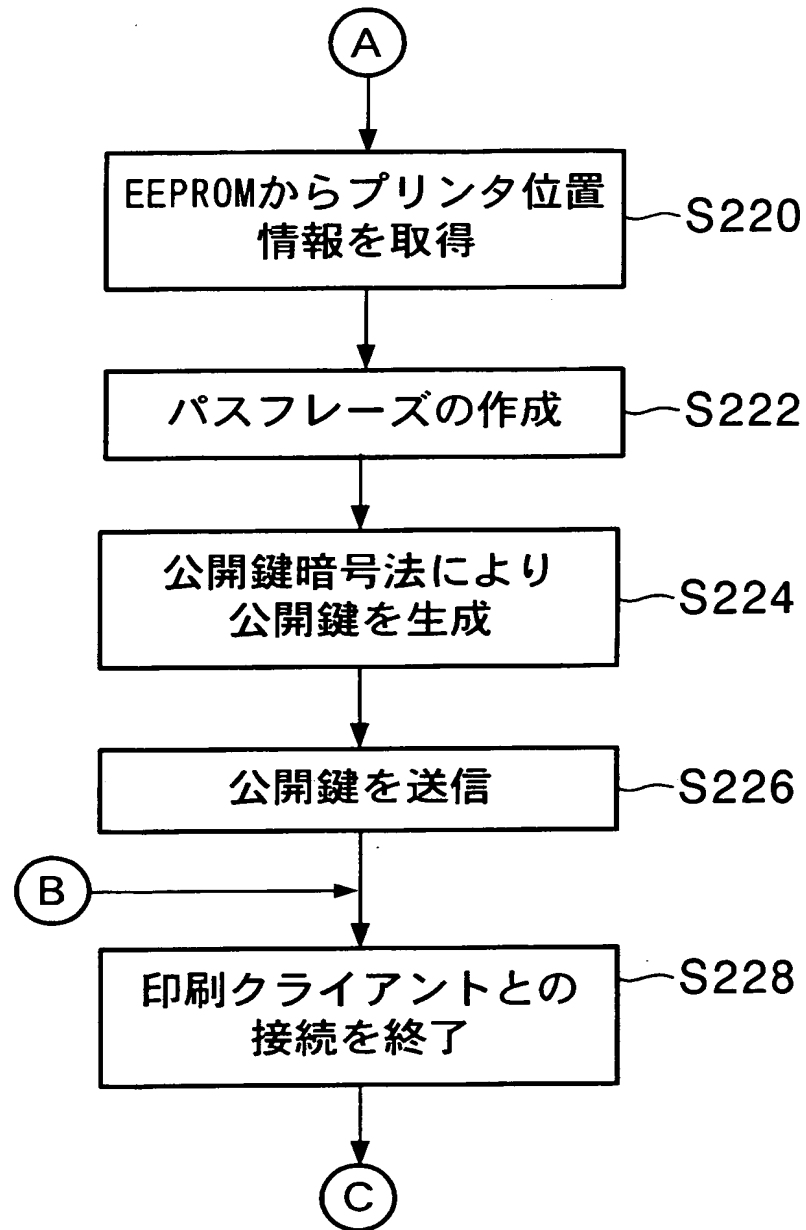 A
EEPROMからプリンタ位置
情報を取得
S220
パスフレーズの作成
S222
公開鍵暗号法により
公開鍵を生成
S224
公開鍵を送信
S226
B
印刷クライアントとの
接続を終了
S228
C